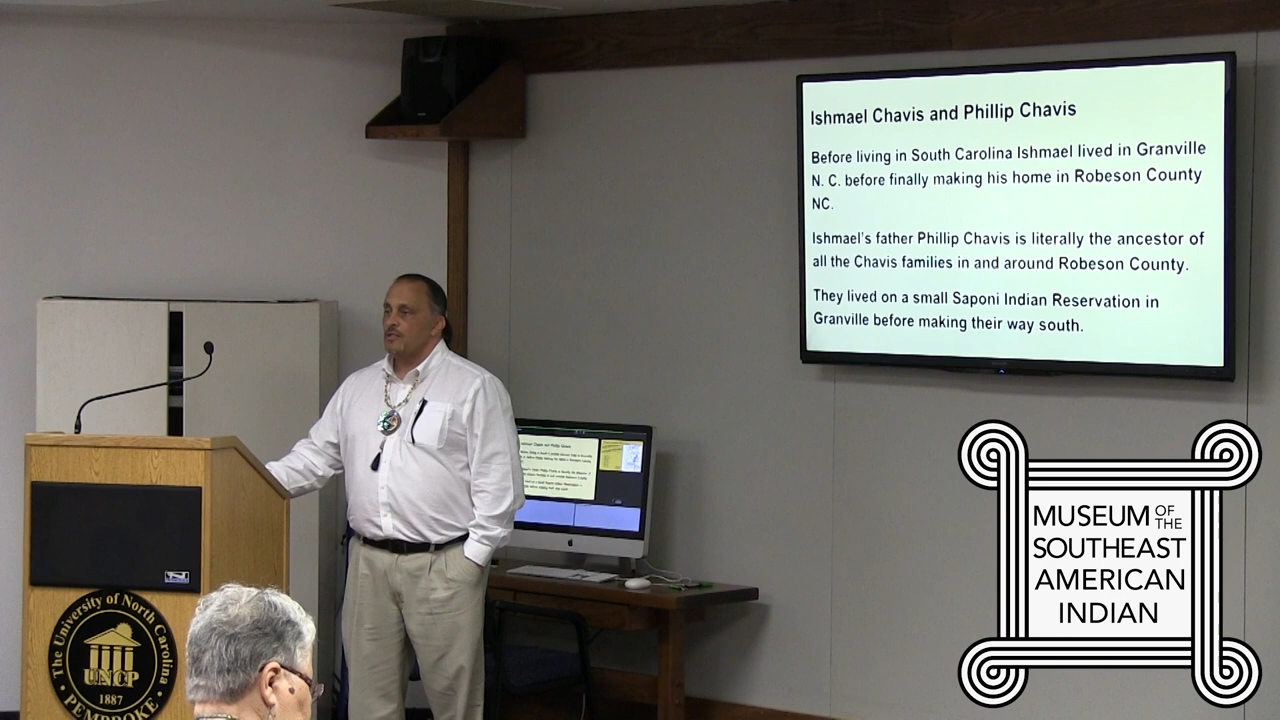 Ishmael Chavis and Phillip Chavis
Before living in South Carolina Ishmael lived in Granville
N. C. before finally making his home in Robeson County
NC.
Ishmael's father Phillip Chavis is literally the ancestor of
all the Chavis families in and around Robeson County.
They lived on a small Saponi Indian Reservation in
Granville before making their way south.
MUSEUM OF THE
SOUTHEAST
AMERICAN
INDIAN
The University of North Carolina
UNCP
1887
PEMBROKE